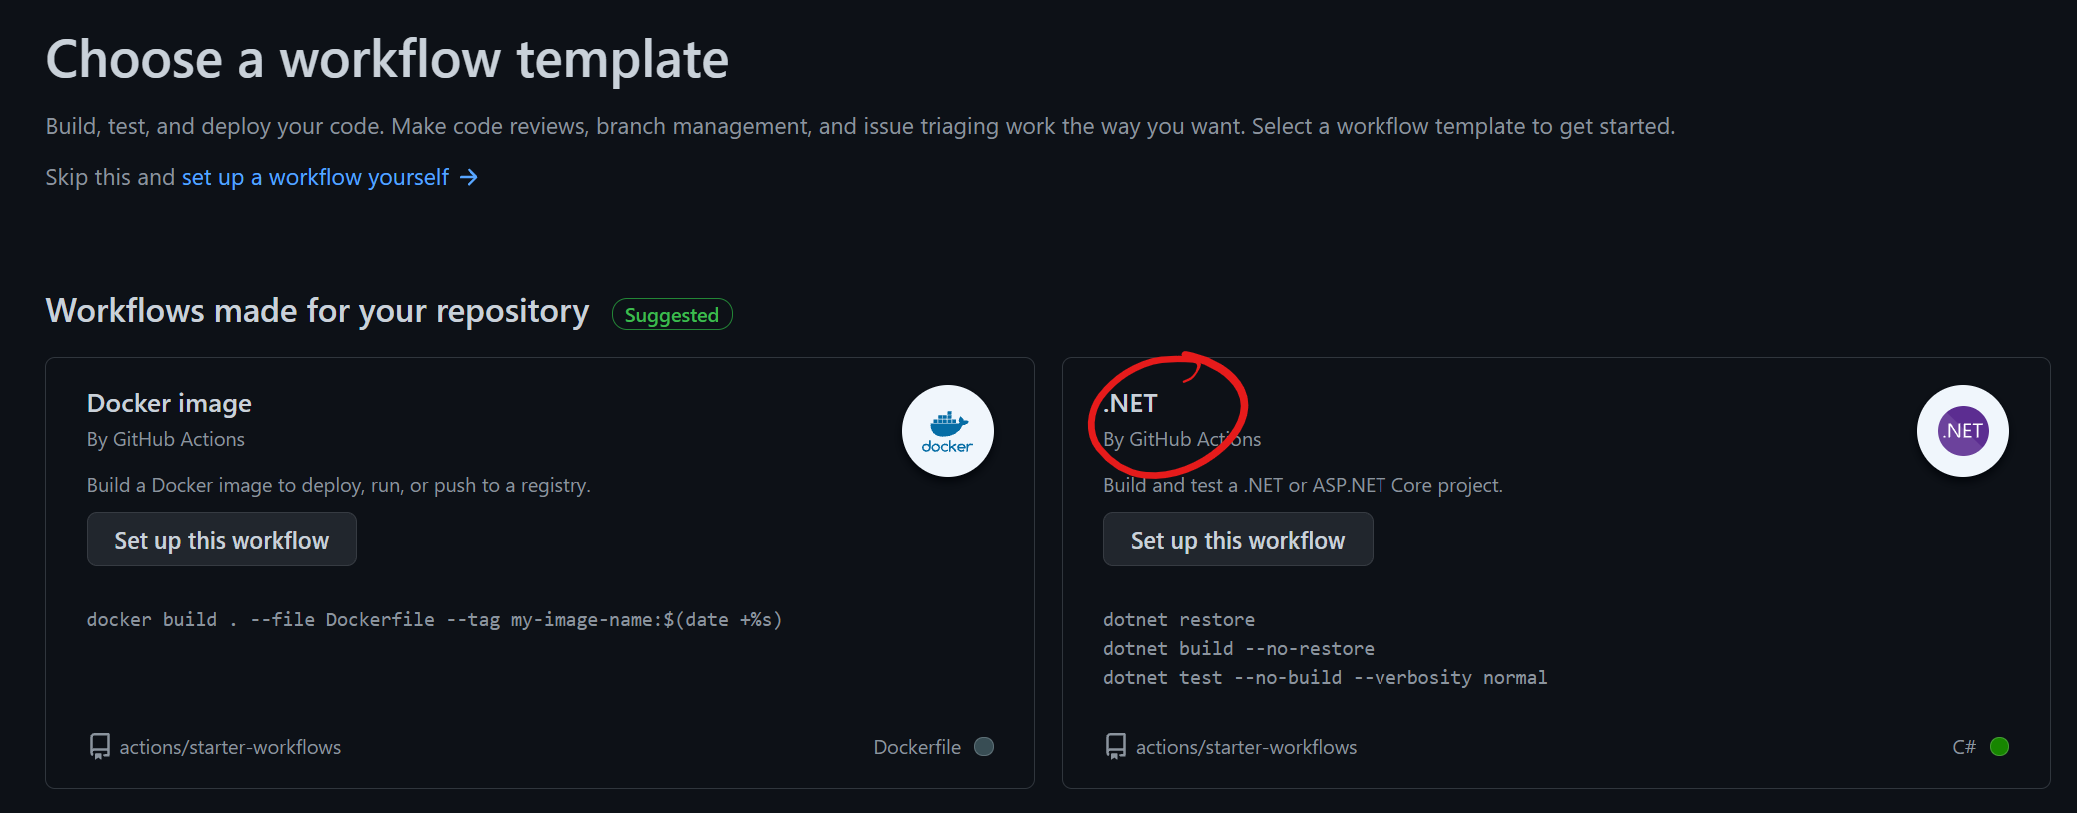 Choose a workflow template
Build, test, and deploy your code. Make code reviews, branch management, and issue triaging work the way you want. Select a workflow template to get started.
Skip this and set up a workflow yourself →
Workflows made for your repository Suggested
Docker image
By GitHub Actions
docker
Build a Docker image to deploy, run, or push to a registry.
Set up this workflow
docker build . --file Dockerfile --tag my-image-name:$(date +%s)
actions/starter-workflows
Dockerfile
.NET
By GitHub Actions
.NET
Build and test a .NET or ASP.NET Core project.
Set up this workflow
dotnet restore
dotnet build --no-restore
dotnet test --no-build --verbosity normal
actions/starter-workflows
C#